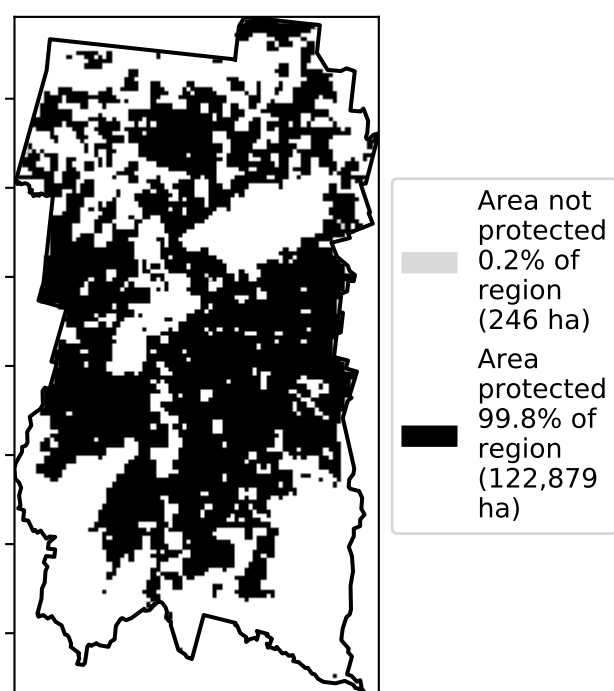 Area not
protected
0.2% of
region
(246 ha)
Area
protected
99.8% of
region
(122,879
ha)